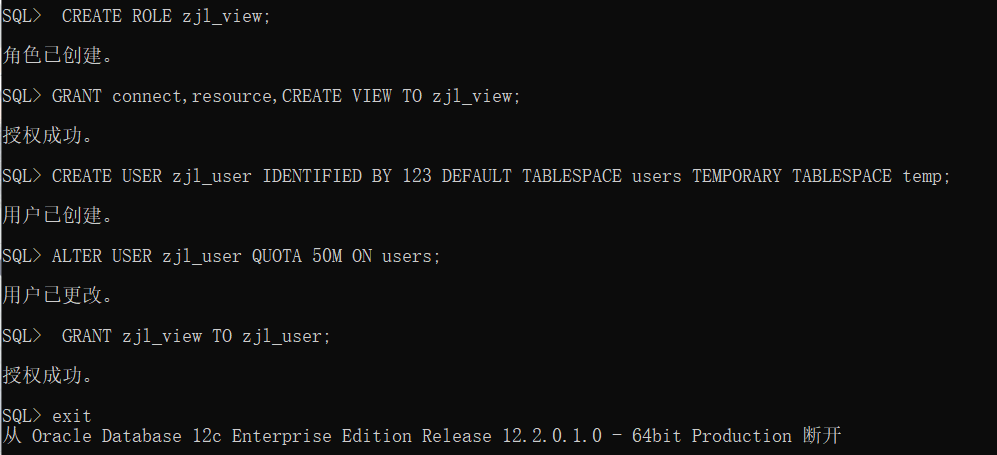 SQL>  CREATE ROLE zjl_view;
角色已创建。
SQL> GRANT connect,resource,CREATE VIEW TO zjl_view;
授权成功。
SQL> CREATE USER zjl_user IDENTIFIED BY 123 DEFAULT TABLESPACE users TEMPORARY TABLESPACE temp;
用户已创建。
SQL> ALTER USER zjl_user QUOTA 50M ON users;
用户已更改。
SQL>  GRANT zjl_view TO zjl_user;
授权成功。
SQL> exit
从 Oracle Database 12c Enterprise Edition Release 12.2.0.1.0 - 64bit Production 断开